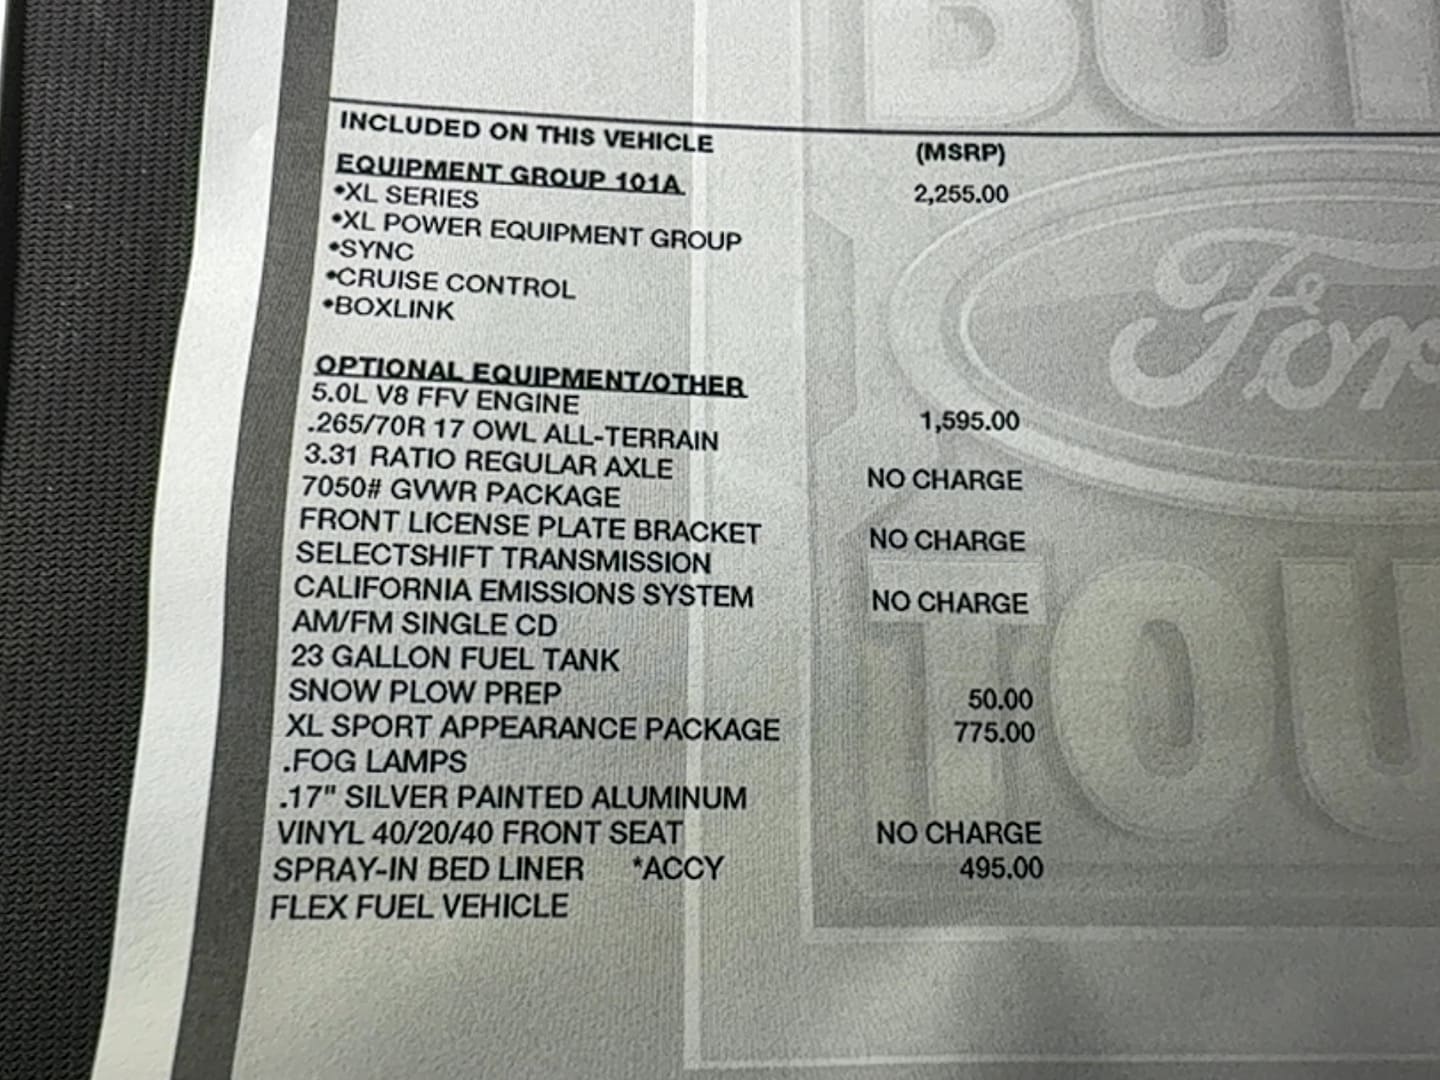 BU
INCLUDED ON THIS VEHICLE (MSRP)
EQUIPMENT GROUP 101A 2,255.00
•XL SERIES
•XL POWER EQUIPMENT GROUP
•SYNC
•CRUISE CONTROL
•BOXLINK
Ford
OPTIONAL EQUIPMENT/OTHER
5.0L V8 FFV ENGINE 1,595.00
.265/70R 17 OWL ALL-TERRAIN
3.31 RATIO REGULAR AXLE NO CHARGE
7050# GVWR PACKAGE
FRONT LICENSE PLATE BRACKET NO CHARGE
SELECTSHIFT TRANSMISSION
CALIFORNIA EMISSIONS SYSTEM NO CHARGE
AM/FM SINGLE CD
23 GALLON FUEL TANK
SNOW PLOW PREP 50.00
XL SPORT APPEARANCE PACKAGE 775.00
.FOG LAMPS
.17" SILVER PAINTED ALUMINUM
VINYL 40/20/40 FRONT SEAT NO CHARGE
SPRAY-IN BED LINER *ACCY 495.00
FLEX FUEL VEHICLE
TOU